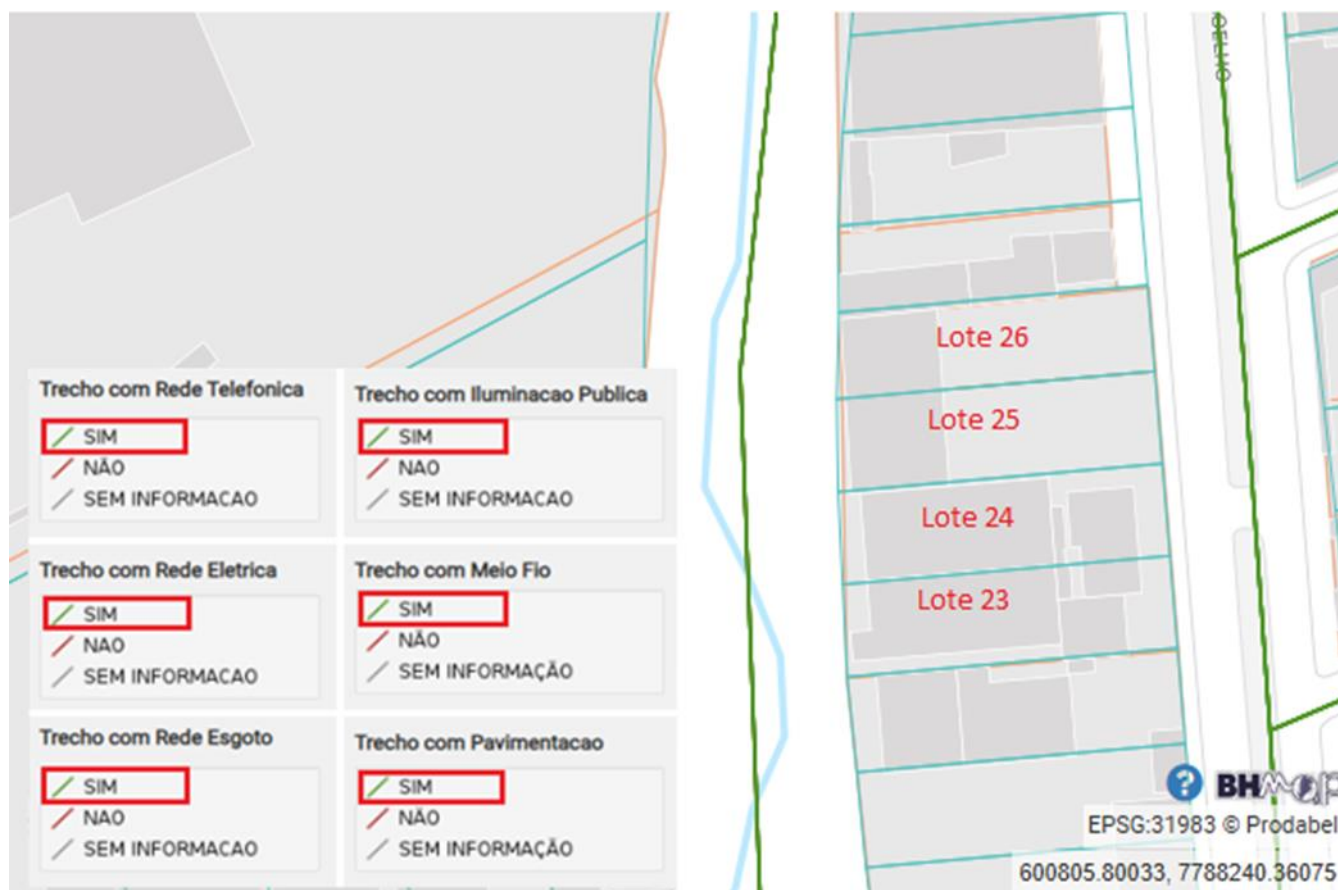 OELHO
Lote 26
Lote 25
Lote 24
Lote 23
Trecho com Rede Telefonica
SIM
NÃO
SEM INFORMACAO
Trecho com Iluminacao Publica
SIM
NAO
SEM INFORMACAO
Trecho com Rede Eletrica
SIM
NAO
SEM INFORMACAO
Trecho com Meio Fio
SIM
NÃO
SEM INFORMAÇÃO
Trecho com Rede Esgoto
SIM
NAO
SEM INFORMACAO
Trecho com Pavimentacao
SIM
NÃO
SEM INFORMAÇÃO
? BHmap
EPSG:31983 © Prodabel
600805.80033, 7788240.36075